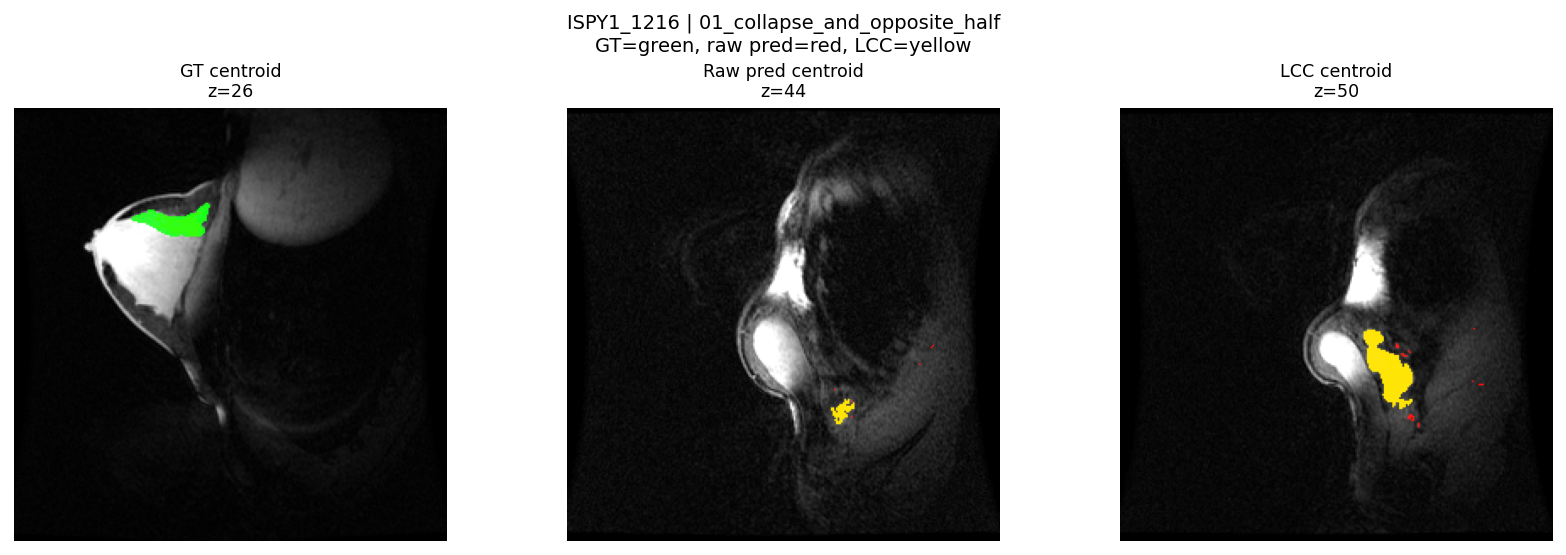 ISPY1_1216 | 01_collapse_and_opposite_half
GT=green, raw pred=red, LCC=yellow
GT centroid
z=26
Raw pred centroid
z=44
LCC centroid
z=50